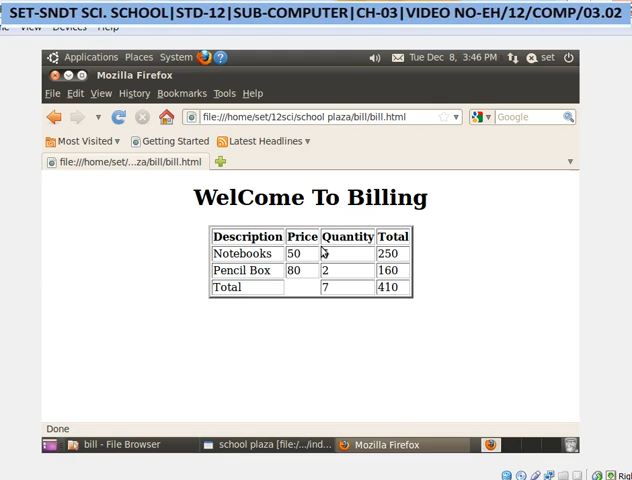 SET-SNDT SCI. SCHOOL|STD-12|SUB-COMPUTER|CH-03|VIDEO NO-EH/12/COMP/03.02
View Devices Help
Applications Places System Tue Dec 8, 3:46 PM set
Mozilla Firefox
File Edit View History Bookmarks Tools Help
file:///home/set/12sci/school plaza/bill/bill.html Google
Most Visited Getting Started Latest Headlines
file:///home/set/...za/bill/bill.html
WelCome To Billing
Description Price Quantity Total
Notebooks 50 250
Pencil Box 80 2 160
Total 7 410
Done
bill - File Browser school plaza [file:/.../ind... Mozilla Firefox
Righ